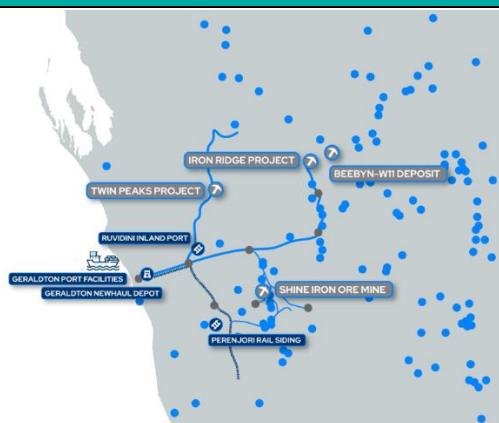 IRON RIDGE PROJECT
BEEBYN-W11 DEPOSIT
TWIN PEAKS PROJECT
RUVIDINI INLAND PORT
GERALDTON PORT FACILITIES
GERALDTON NEWHAUL DEPOT
SHINE IRON ORE MINE
PERENJORI RAIL SIDING